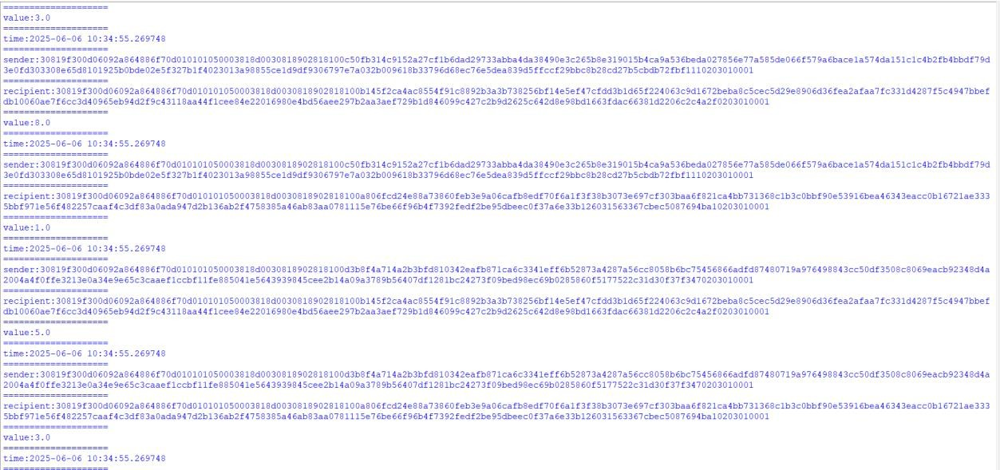 ====================
value:3.0
====================
time:2025-06-06 10:34:55.269748
====================
sender:30819f300d06092a864886f70d010101050003818d0030818902818100c50fb314c9152a27cf1b6dad29733abba4da38490e3c265b8e319015b4ca9a536beda027856e77a585de066f579a6bace1a574da151c1c4b2fb4bbdf79d
3e0fd303308e65d8101925b0bde02e5f327b1f4023013a98855ce1d9df9306797e7a032b009618b33796d68ec76e5dea839d5ffccf29bbc8b28cd27b5cbdb72fbf1110203010001
====================
recipient:30819f300d06092a864886f70d010101050003818d0030818902818100b145f2ca4ac8554f91c8892b3a3b738256bf14e5ef47cfdd3b1d65f224063c9d1672beba8c5cec5d29e8906d36fea2afaa7fc331d4287f5c4947bbef
db10060ae7f6cc3d40965eb94d2f9c43118aa44f1cee84e22016980e4bd56aee297b2aa3aef729b1d846099c427c2b9d2625c642d8e98bd1663fdac66381d2206c2c4a2f0203010001
====================
value:8.0
====================
time:2025-06-06 10:34:55.269748
====================
sender:30819f300d06092a864886f70d010101050003818d0030818902818100c50fb314c9152a27cf1b6dad29733abba4da38490e3c265b8e319015b4ca9a536beda027856e77a585de066f579a6bace1a574da151c1c4b2fb4bbdf79d
3e0fd303308e65d8101925b0bde02e5f327b1f4023013a98855ce1d9df9306797e7a032b009618b33796d68ec76e5dea839d5ffccf29bbc8b28cd27b5cbdb72fbf1110203010001
====================
recipient:30819f300d06092a864886f70d010101050003818d0030818902818100a806fcd24e88a73860feb3e9a06cafb8edf70f6a1f3f38b3073e697cf303baa6f821ca4bb731368c1b3c0bbf90e53916bea46343eacc0b16721ae333
5bbf971e56f482257caaf4c3df83a0ada947d2b136ab2f4758385a46ab83aa0781115e76be66f96b4f7392fedf2be95dbeec0f37a6e33b126031563367cbec5087694ba10203010001
====================
value:1.0
====================
time:2025-06-06 10:34:55.269748
====================
sender:30819f300d06092a864886f70d010101050003818d0030818902818100d3b8f4a714a2b3bfd810342eafb871ca6c3341eff6b52873a4287a56cc8058b6bc75456866adfd87480719a976498843cc50df3508c8069eacb92348d4a
2004a4f0ffe3213e0a34e9e65c3caaef1ccbf11fe885041e5643939845cee2b14a09a3789b56407df1281bc24273f09bed98ec69b0285860f5177522c31d30f37f3470203010001
====================
recipient:30819f300d06092a864886f70d010101050003818d0030818902818100b145f2ca4ac8554f91c8892b3a3b738256bf14e5ef47cfdd3b1d65f224063c9d1672beba8c5cec5d29e8906d36fea2afaa7fc331d4287f5c4947bbef
db10060ae7f6cc3d40965eb94d2f9c43118aa44f1cee84e22016980e4bd56aee297b2aa3aef729b1d846099c427c2b9d2625c642d8e98bd1663fdac66381d2206c2c4a2f0203010001
====================
value:5.0
====================
time:2025-06-06 10:34:55.269748
====================
sender:30819f300d06092a864886f70d010101050003818d0030818902818100d3b8f4a714a2b3bfd810342eafb871ca6c3341eff6b52873a4287a56cc8058b6bc75456866adfd87480719a976498843cc50df3508c8069eacb92348d4a
2004a4f0ffe3213e0a34e9e65c3caaef1ccbf11fe885041e5643939845cee2b14a09a3789b56407df1281bc24273f09bed98ec69b0285860f5177522c31d30f37f3470203010001
====================
recipient:30819f300d06092a864886f70d010101050003818d0030818902818100a806fcd24e88a73860feb3e9a06cafb8edf70f6a1f3f38b3073e697cf303baa6f821ca4bb731368c1b3c0bbf90e53916bea46343eacc0b16721ae333
5bbf971e56f482257caaf4c3df83a0ada947d2b136ab2f4758385a46ab83aa0781115e76be66f96b4f7392fedf2be95dbeec0f37a6e33b126031563367cbec5087694ba10203010001
====================
value:3.0
====================
time:2025-06-06 10:34:55.269748
====================